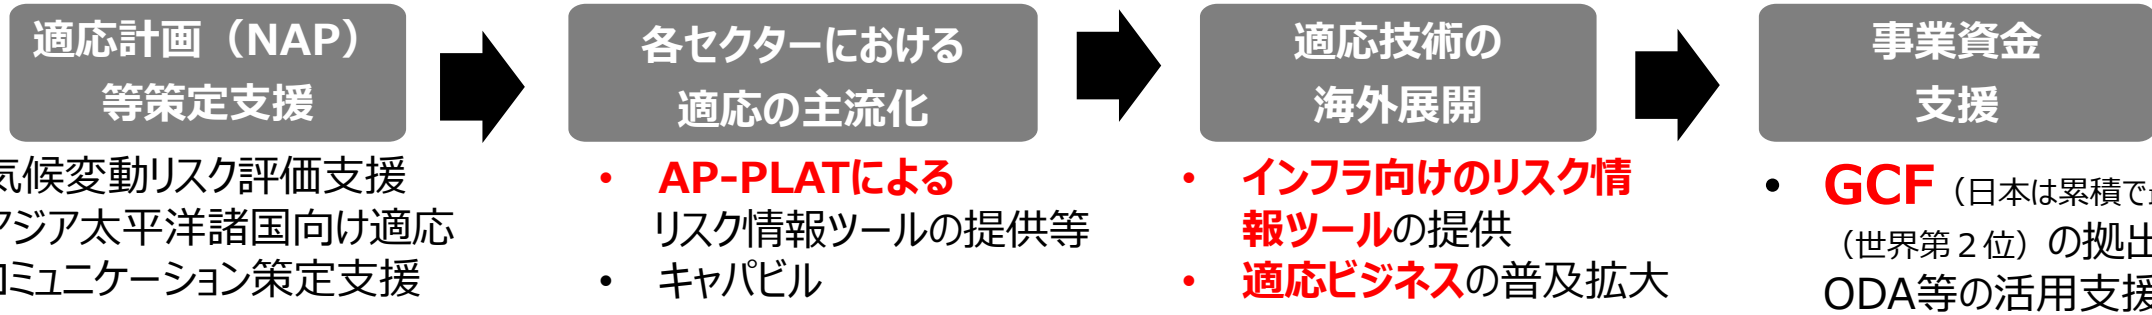 適応計画（NAP）
等策定支援
各セクターにおける
適応の主流化
適応技術の
海外展開
事業資金
支援
気候変動リスク評価支援
アジア太平洋諸国向け適応
コミュニケーション策定支援
• AP-PLATによる
リスク情報ツールの提供等
• キャパビル
• インフラ向けのリスク情
報ツールの提供
• 適応ビジネスの普及拡大
• GCF（日本は累積で
（世界第２位）の拠出
ODA等の活用支援